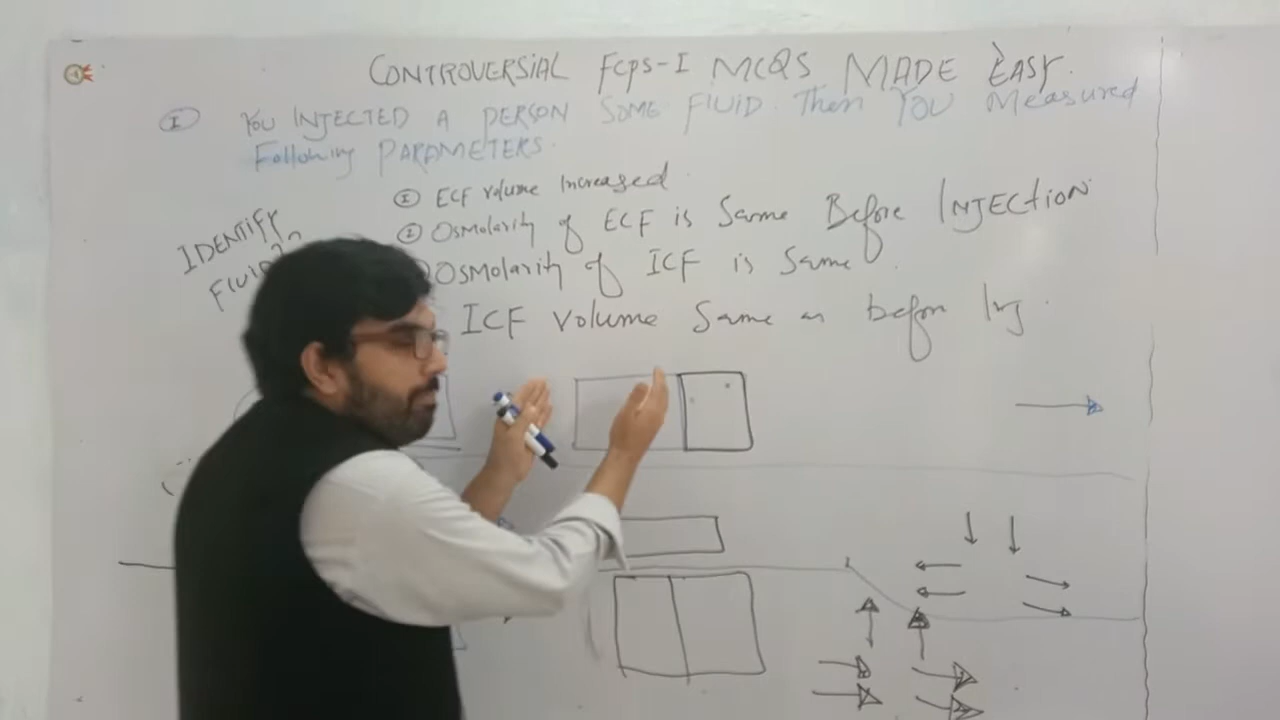 CONTROVERSIAL FCPS-I MCQS MADE EASY.
I YOU INJECTED A PERSON SOME FLUID. Then YOU Measured
Following PARAMETERS.
① ECF volume Increased
② OSMOLARITY of ECF is Same Before INJECTION
OSMolarity of ICF is Same.
ICF volume Same as before Inj.
IDENTIFY